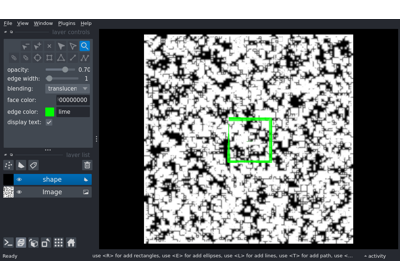 File View Window Plugins Help
layer controls
opacity: 0.70
edge width: 1
blending: translucen
face color: 00000000
edge color: lime
display text:
layer list
shape
Image
Ready use <R> for add rectangles, use <E> for add ellipses, use <L> for add lines, use <T> for add path, use <... activity